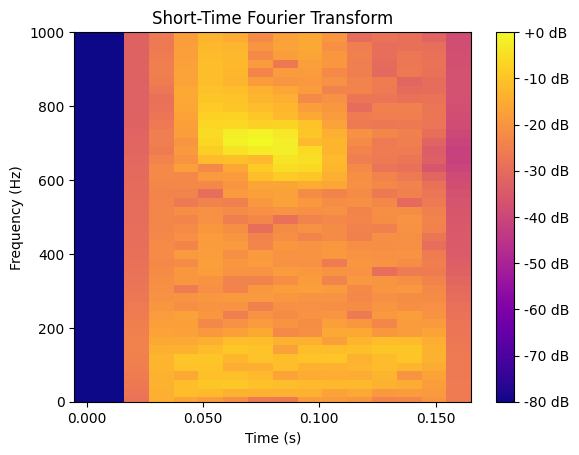 Short-Time Fourier Transform
Frequency (Hz)
1000
800
600
400
200
0
0.000
0.050
0.100
0.150
Time (s)
+0 dB
-10 dB
-20 dB
-30 dB
-40 dB
-50 dB
-60 dB
-70 dB
-80 dB